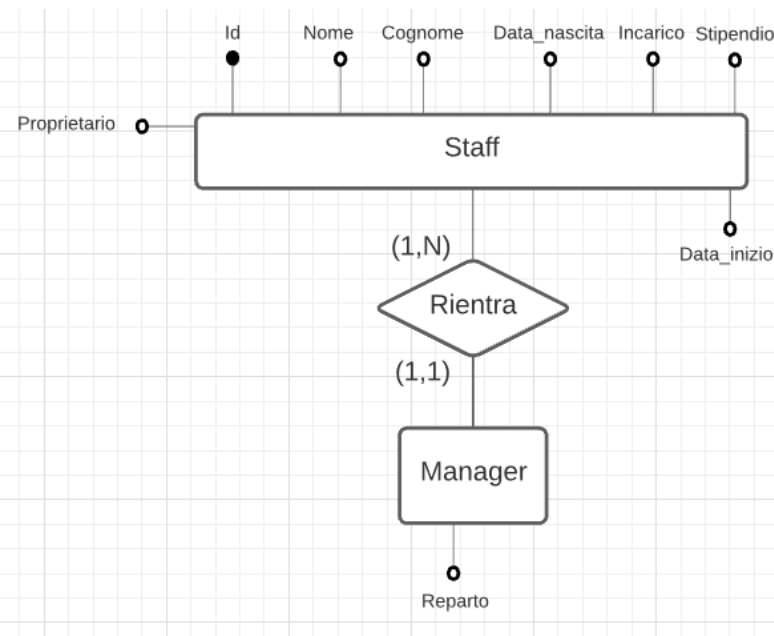 Id
Nome
Cognome
Data_nascita
Incarico
Stipendio
Proprietario
Staff
Data_inizio
(1,N)
Rientra
(1,1)
Manager
Reparto